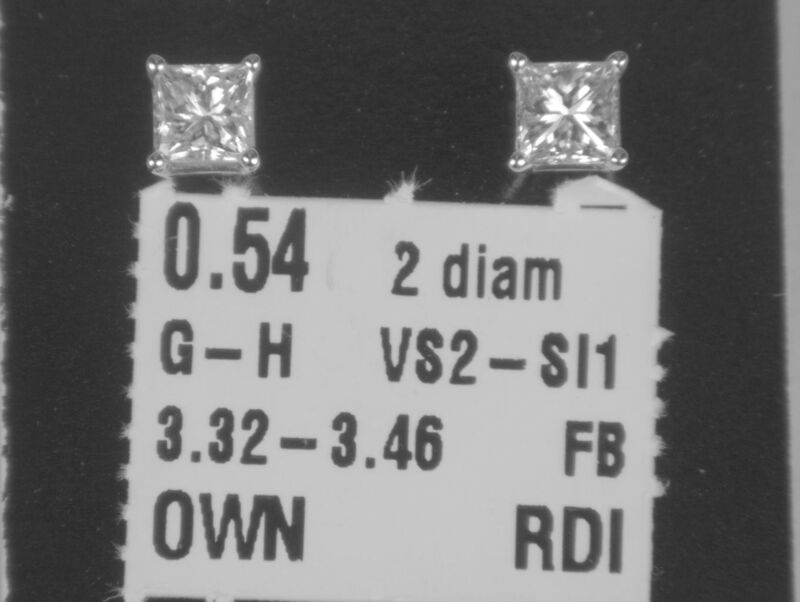 0.54 2 diam
G-H VS2-SI1
3.32-3.46 FB
OWN RDI